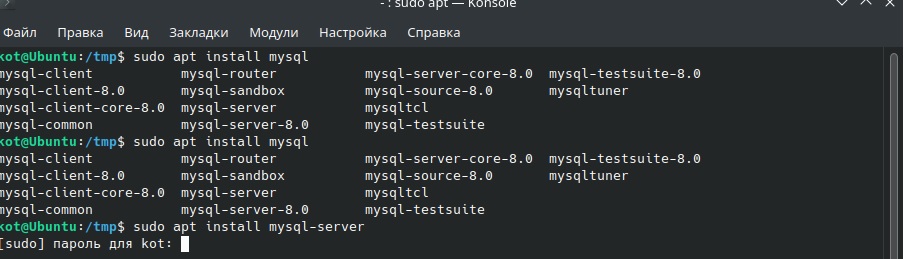 - : sudo apt — Konsole
Файл Правка Вид Закладки Модули Настройка Справка
kot@Ubuntu:/tmp$ sudo apt install mysql
mysql-client mysql-router mysql-server-core-8.0 mysql-testsuite-8.0
mysql-client-8.0 mysql-sandbox mysql-source-8.0 mysqltuner
mysql-client-core-8.0 mysql-server mysqltcl
mysql-common mysql-server-8.0 mysql-testsuite
kot@Ubuntu:/tmp$ sudo apt install mysql
mysql-client mysql-router mysql-server-core-8.0 mysql-testsuite-8.0
mysql-client-8.0 mysql-sandbox mysql-source-8.0 mysqltuner
mysql-client-core-8.0 mysql-server mysqltcl
mysql-common mysql-server-8.0 mysql-testsuite
kot@Ubuntu:/tmp$ sudo apt install mysql-server
[sudo] пароль для kot: